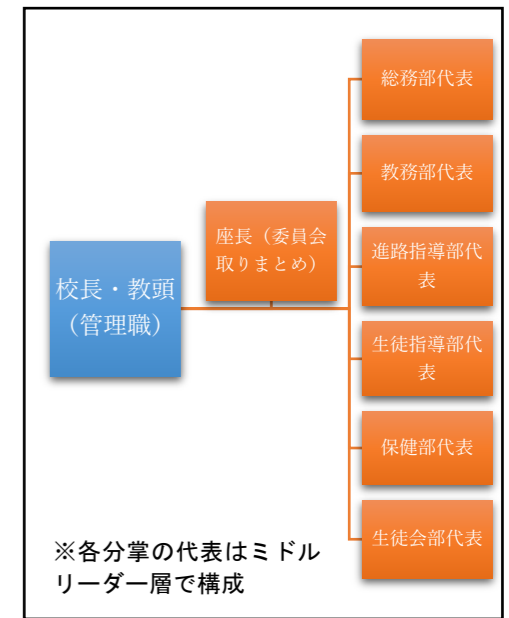 校長・教頭
（管理職）
座長（委員会
取りまとめ）
総務部代表
教務部代表
進路指導部代
表
生徒指導部代
表
保健部代表
生徒会部代表
※各分掌の代表はミドル
リーダー層で構成